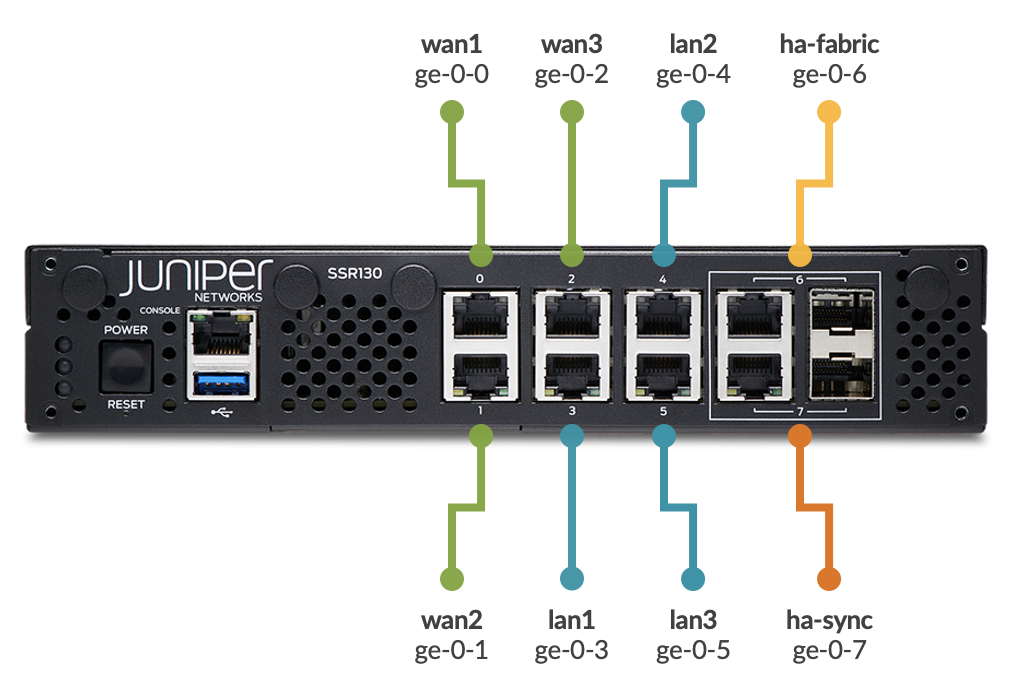 wan1
ge-0-0
wan3
ge-0-2
lan2
ge-0-4
ha-fabric
ge-0-6
JUNIPER
NETWORKS
SSR130
CONSOLE
POWER
RESET
0
2
4
6
1
3
5
7
wan2
ge-0-1
lan1
ge-0-3
lan3
ge-0-5
ha-sync
ge-0-7